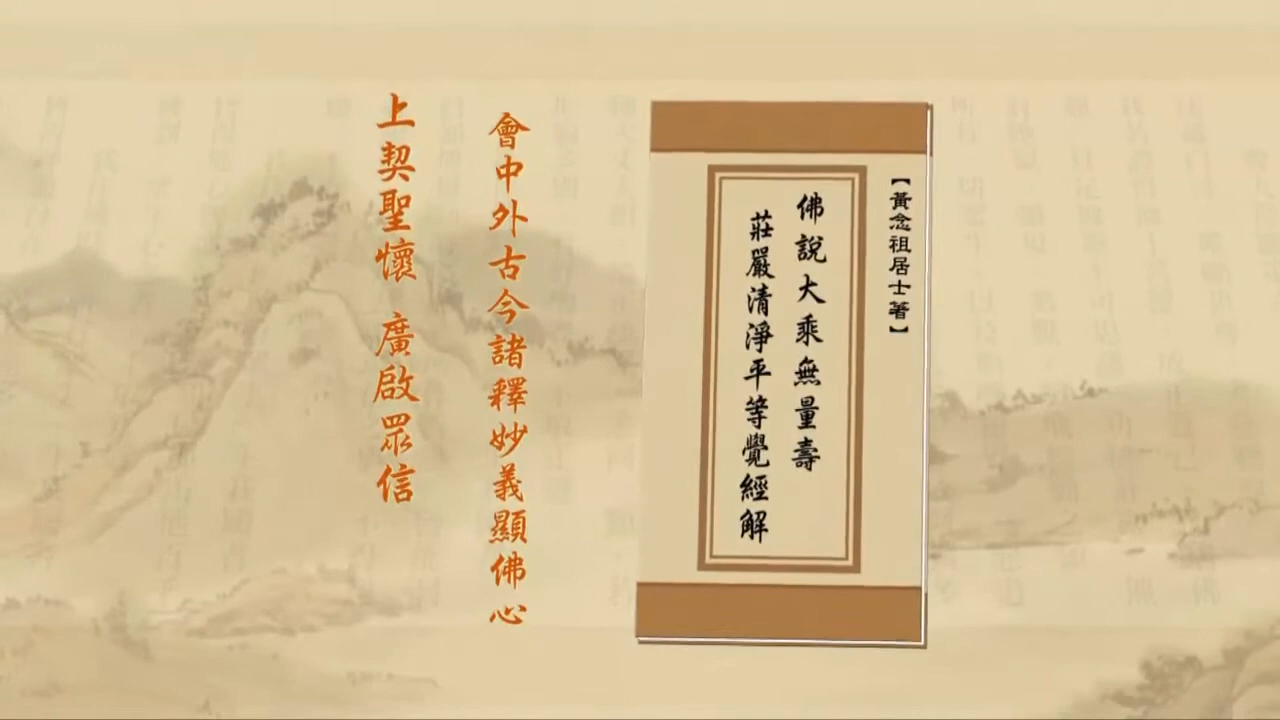 【黃念祖居士著】
佛說大乘無量壽
莊嚴清淨平等覺經解
會中外古今諸釋妙義顯佛心
上契聖懷 廣啟眾信